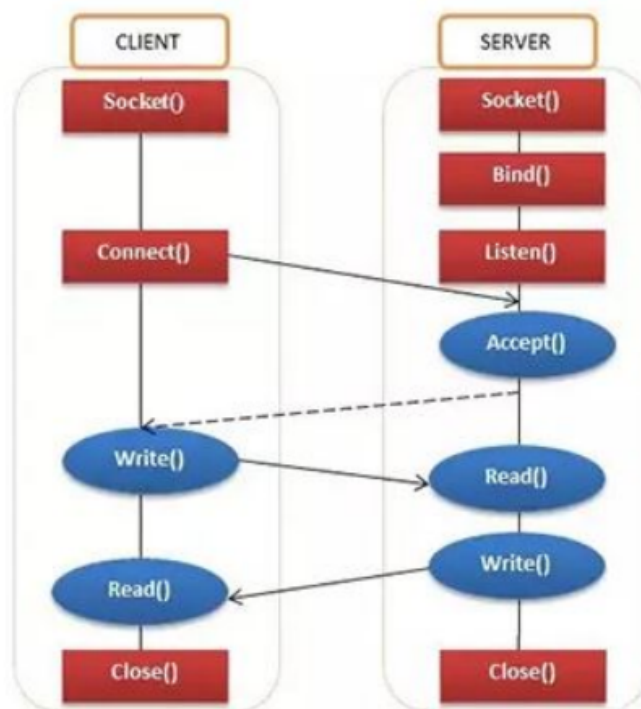 CLIENT
SERVER
Socket()
Socket()
Bind()
Connect()
Listen()
Accept()
Write()
Read()
Write()
Read()
Close()
Close()